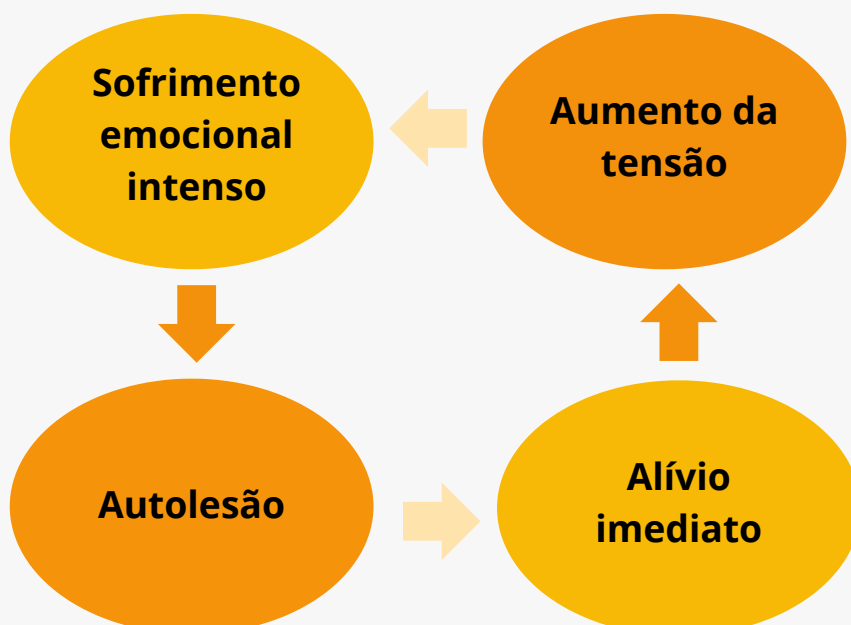 Sofrimento
emocional
intenso
Aumento da
tensão
Autolesão
Alívio
imediato